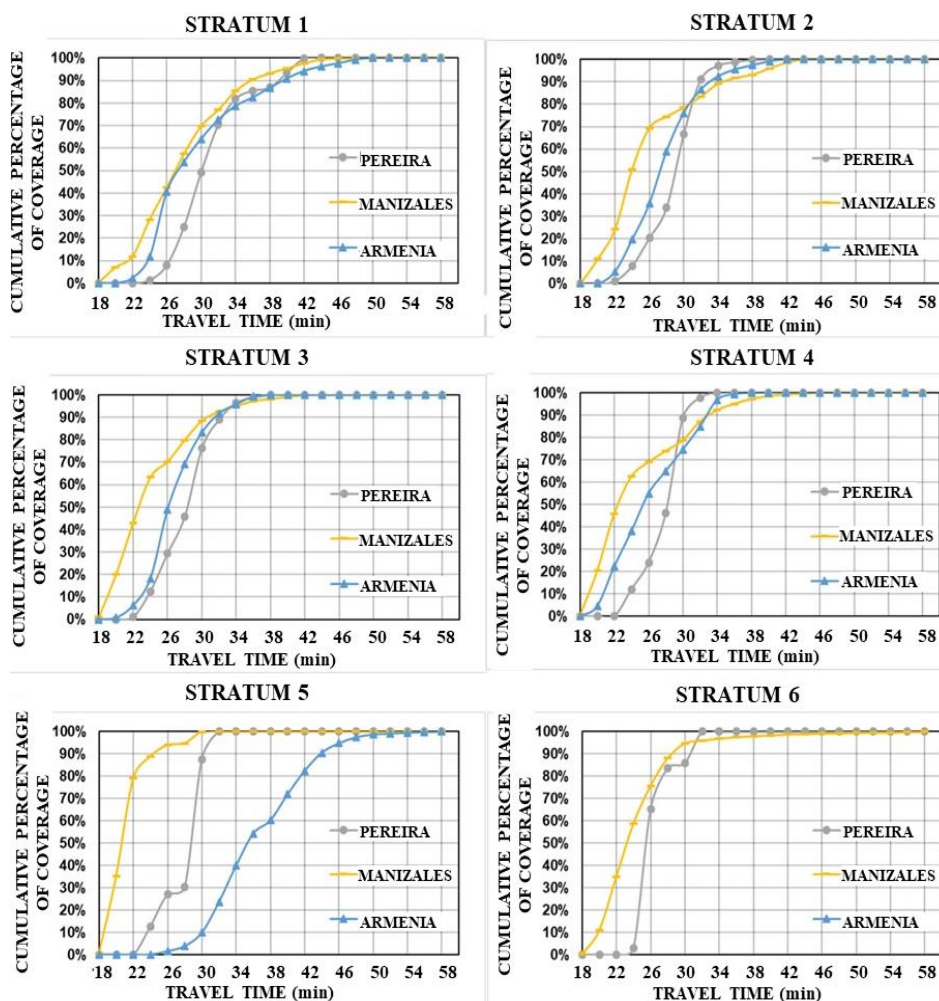 STRATUM 1
CUMULATIVE PERCENTAGE
OF COVERAGE
100%
90%
80%
70%
60%
50%
40%
30%
20%
10%
0%
PEREIRA
MANIZALES
ARMENIA
18 22 26 30 34 38 42 46 50 54 58
TRAVEL TIME (min)
STRATUM 2
CUMULATIVE PERCENTAGE
OF COVERAGE
100%
90%
80%
70%
60%
50%
40%
30%
20%
10%
0%
PEREIRA
MANIZALES
ARMENIA
18 22 26 30 34 38 42 46 50 54 58
TRAVEL TIME (min)
STRATUM 3
CUMULATIVE PERCENTAGE
OF COVERAGE
100%
90%
80%
70%
60%
50%
40%
30%
20%
10%
0%
PEREIRA
MANIZALES
ARMENIA
18 22 26 30 34 38 42 46 50 54 58
TRAVEL TIME (min)
STRATUM 4
CUMULATIVE PERCENTAGE
OF COVERAGE
100%
90%
80%
70%
60%
50%
40%
30%
20%
10%
0%
PEREIRA
MANIZALES
ARMENIA
18 22 26 30 34 38 42 46 50 54 58
TRAVEL TIME (min)
STRATUM 5
CUMULATIVE PERCENTAGE
OF COVERAGE
100%
90%
80%
70%
60%
50%
40%
30%
20%
10%
0%
PEREIRA
MANIZALES
ARMENIA
18 22 26 30 34 38 42 46 50 54 58
TRAVEL TIME (min)
STRATUM 6
CUMULATIVE PERCENTAGE
OF COVERAGE
100%
90%
80%
70%
60%
50%
40%
30%
20%
10%
0%
PEREIRA
MANIZALES
ARMENIA
18 22 26 30 34 38 42 46 50 54 58
TRAVEL TIME (min)